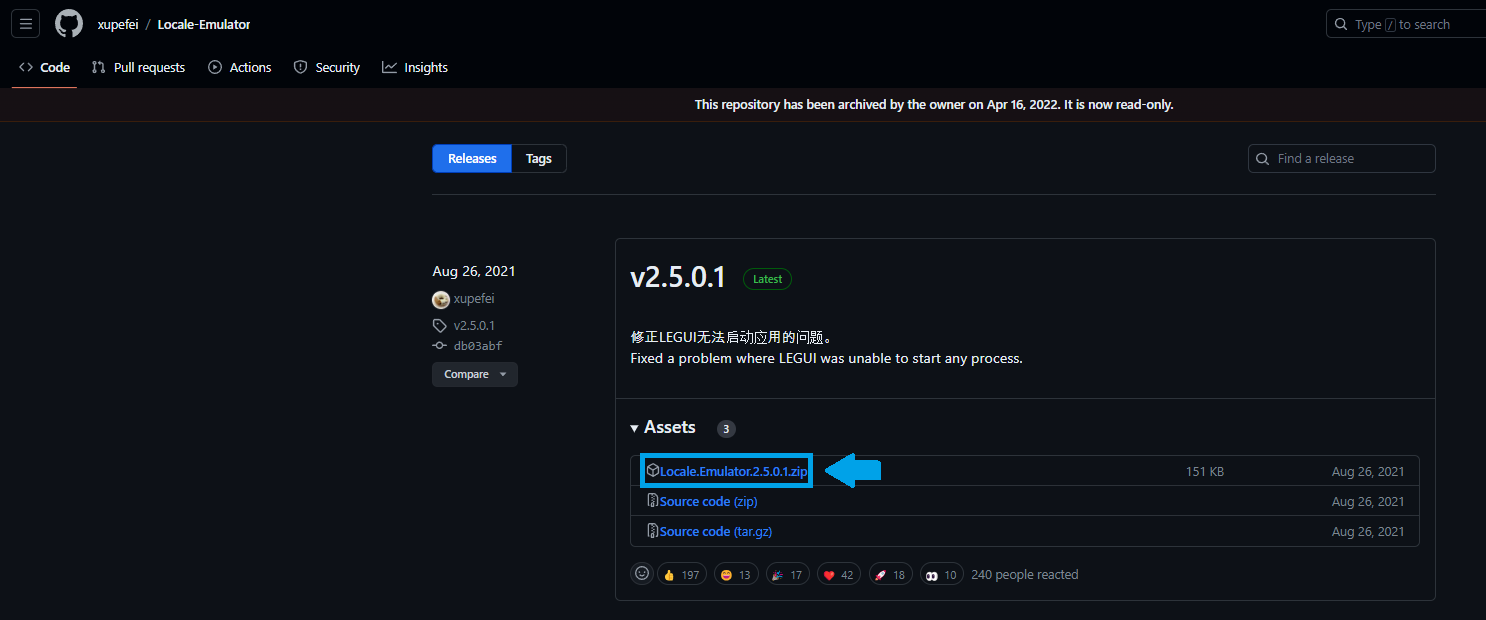 xupefei / Locale-Emulator
Type / to search
Code Pull requests Actions Security Insights
This repository has been archived by the owner on Apr 16, 2022. It is now read-only.
Releases Tags
Find a release
Aug 26, 2021
xupefei
v2.5.0.1
db03abf
Compare
v2.5.0.1 Latest
修正LEGUI无法启动应用的问题。
Fixed a problem where LEGUI was unable to start any process.
Assets 3
Locale.Emulator.2.5.0.1.zip 151 KB Aug 26, 2021
Source code (zip) Aug 26, 2021
Source code (tar.gz) Aug 26, 2021
👍 197 😄 13 🎉 17 ❤️ 42 🚀 18 👀 10 240 people reacted